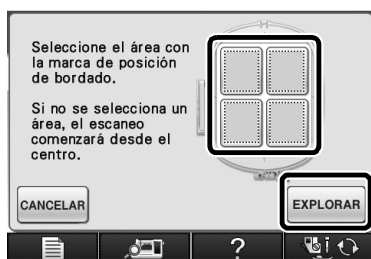 Seleccione el área con
la marca de posición
de bordado.
Si no se selecciona un
área, el escaneo
comenzará desde el
centro.
CANCELAR
EXPLORAR
?